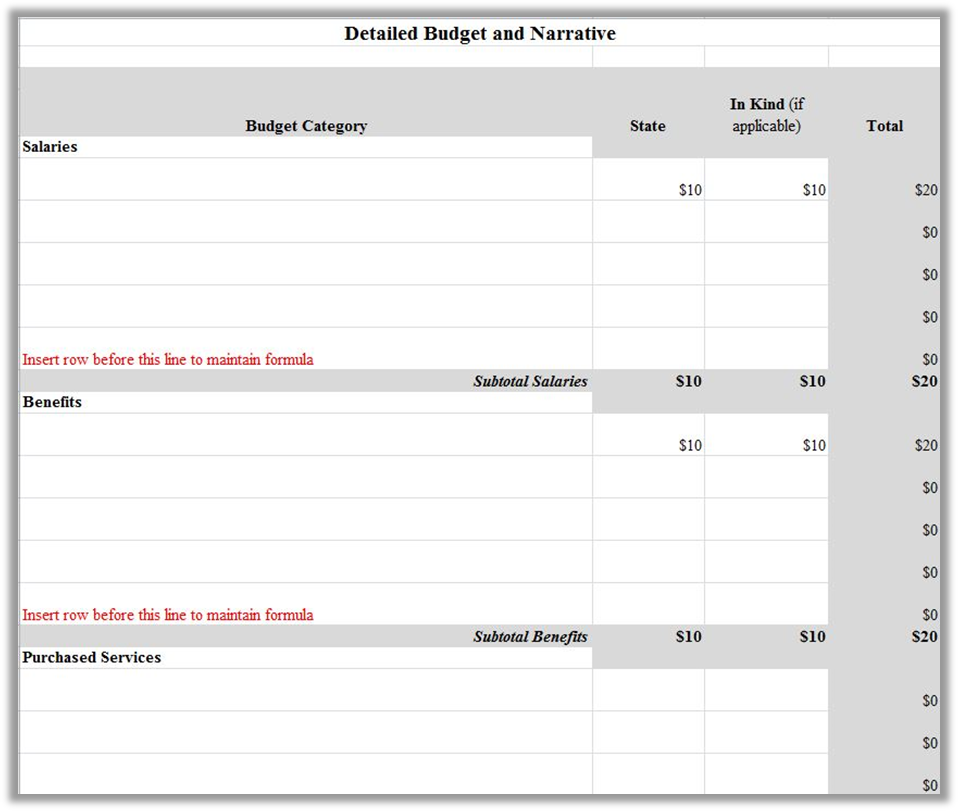 Detailed Budget and Narrative
In Kind (if
Budget Category State applicable) Total
Salaries
$10 $10 $20
$0
$0
$0
Insert row before this line to maintain formula $0
Subtotal Salaries $10 $10 $20
Benefits
$10 $10 $20
$0
$0
$0
Insert row before this line to maintain formula $0
Subtotal Benefits $10 $10 $20
Purchased Services
$0
$0
$0